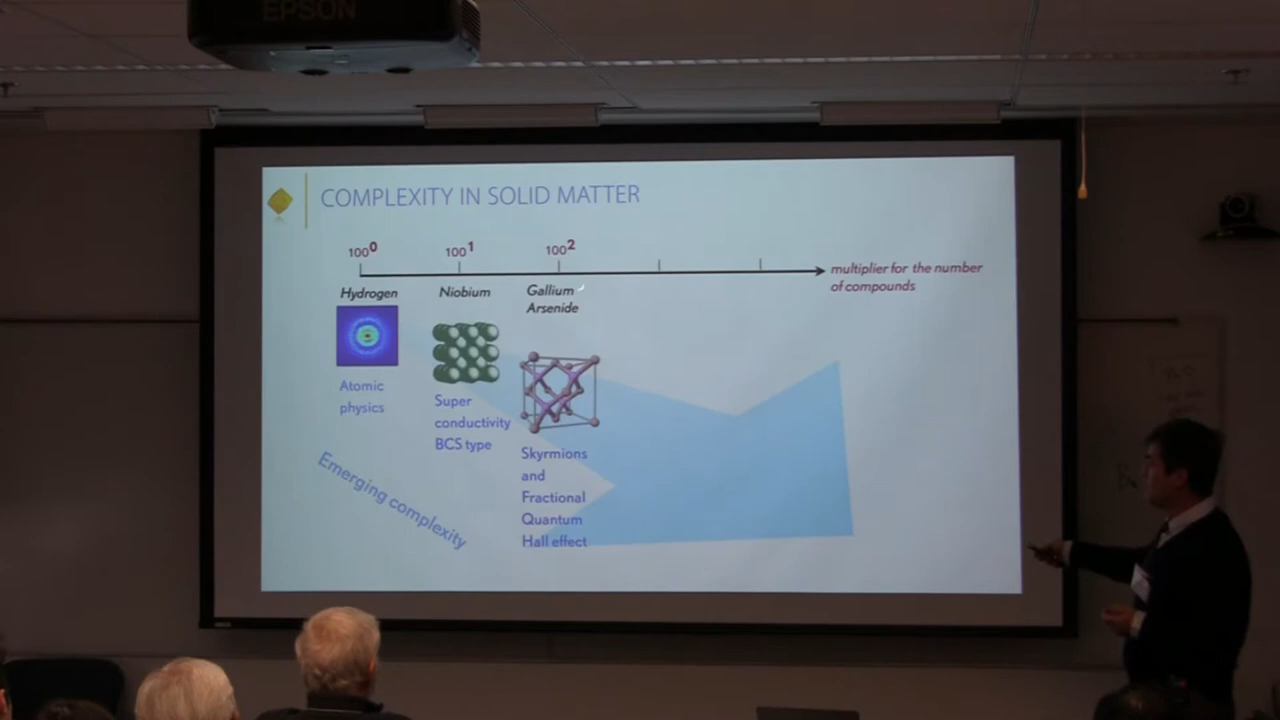 EPSON
COMPLEXITY IN SOLID MATTER
100⁰ 100¹ 100²
multiplier for the number
of compounds
Hydrogen Niobium Gallium
Arsenide
Atomic
physics
Super
conductivity
BCS type
Skyrmions
and
Fractional
Quantum
Hall effect
Emerging complexity